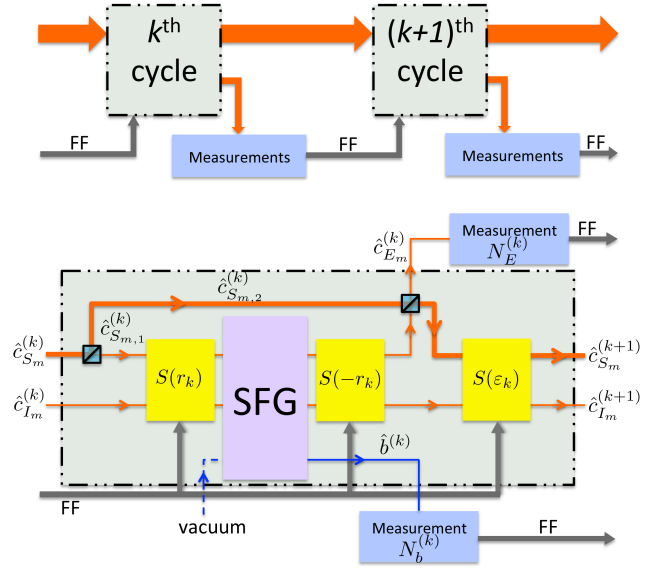 kᵗʰ cycle
(k+1)ᵗʰ cycle
FF
Measurements
FF
Measurements
FF
Measurement
N_E^{(k)}
FF
ĉ_{E_m}^{(k)}
ĉ_{S_{m,2}}^{(k)}
ĉ_{S_{m,1}}^{(k)}
ĉ_{S_m}^{(k)}
ĉ_{I_m}^{(k)}
S(r_k)
SFG
S(−r_k)
S(ε_k)
ĉ_{S_m}^{(k+1)}
ĉ_{I_m}^{(k+1)}
b̂^{(k)}
FF
vacuum
Measurement
N_b^{(k)}
FF